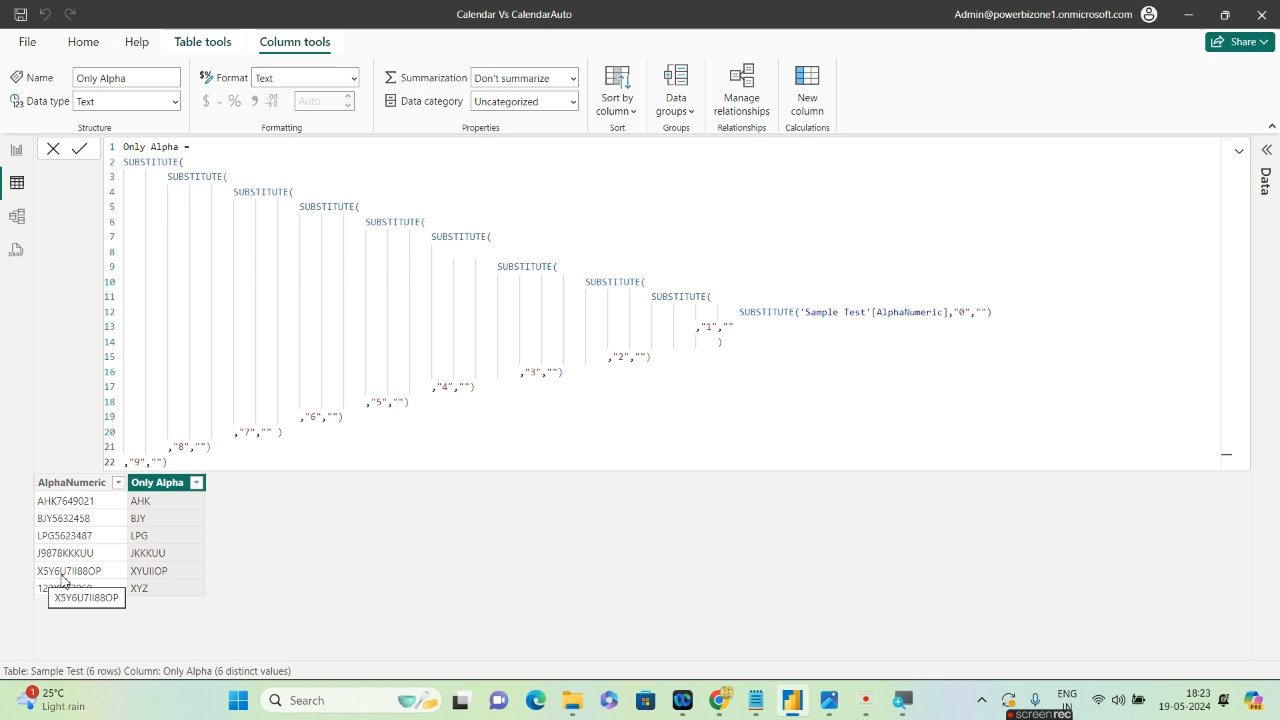 Calendar Vs CalendarAuto
Admin@powerbizone1.onmicrosoft.com
File Home Help Table tools Column tools
Share
Name Only Alpha
Format Text
Summarization Don't summarize
Data type Text
$ % Auto
Data category Uncategorized
Sort by column
Data groups
Manage relationships
New column
Structure Formatting Properties Sort Groups Relationships Calculations
Data
1 Only Alpha =
2 SUBSTITUTE(
3 SUBSTITUTE(
4 SUBSTITUTE(
5 SUBSTITUTE(
6 SUBSTITUTE(
7 SUBSTITUTE(
8
9 SUBSTITUTE(
10 SUBSTITUTE(
11 SUBSTITUTE(
12 SUBSTITUTE('Sample Test'[AlphaNumeric],"0","")
13 ,"1",""
14 )
15 ,"2","")
16 ,"3","")
17 ,"4","")
18 ,"5","")
19 ,"6","")
20 ,"7","" )
21 ,"8","")
22 ,"9","")
AlphaNumeric Only Alpha
AHK7649021 AHK
BJY5632458 BJY
LPG5623487 LPG
J9878KKKUU JKKKUU
X5Y6U7II88OP XYUIIOP
XYZ
X5Y6U7II88OP
Table: Sample Test (6 rows) Column: Only Alpha (6 distinct values)
1
25°C
Light rain
Search
ENG
IN
18:23
19-05-2024
PRE
screen rec